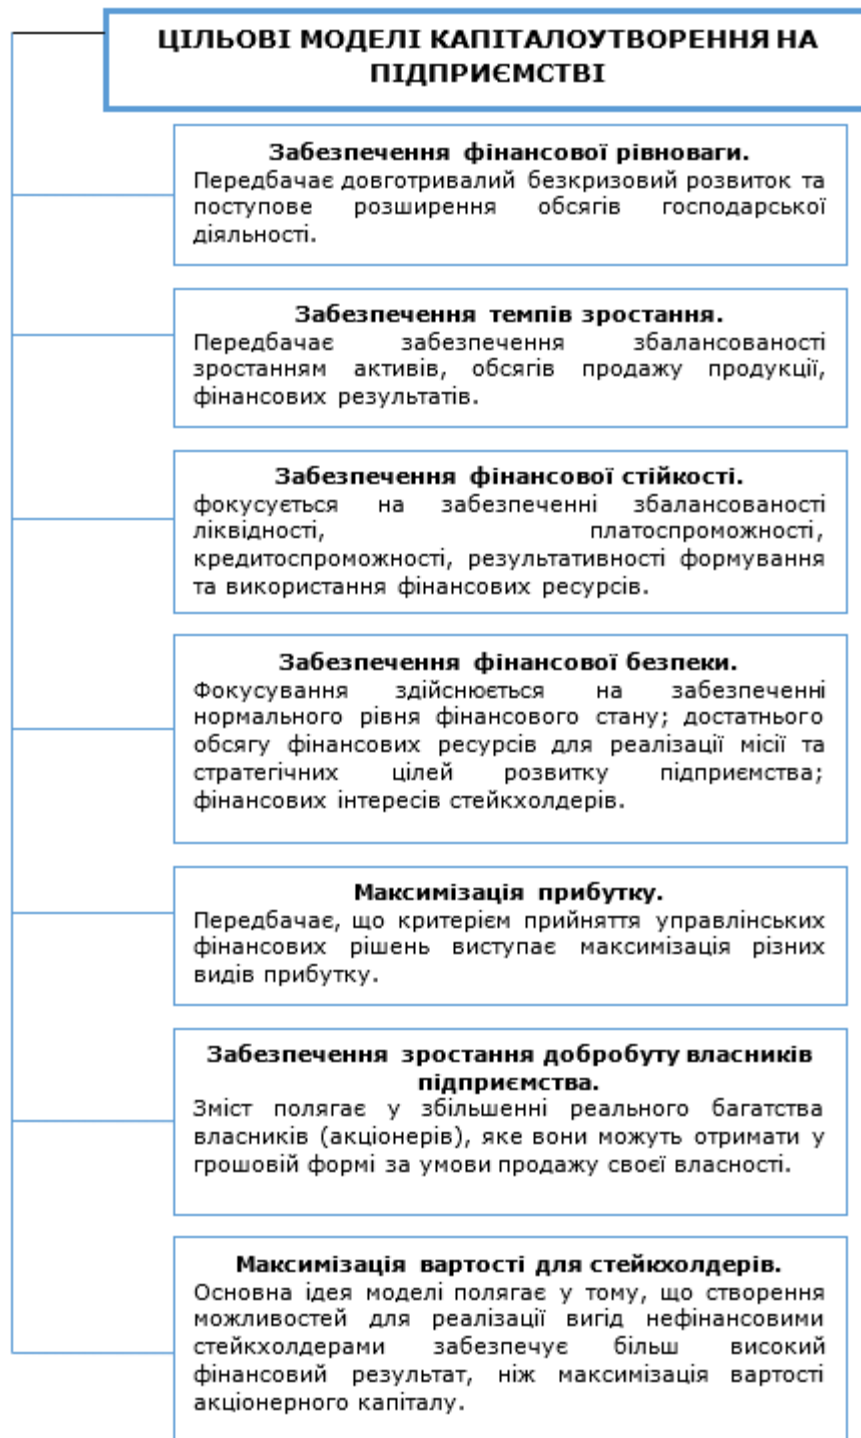 ЦІЛЬОВІ МОДЕЛІ КАПІТАЛОУТВОРЕННЯ НА
ПІДПРИЄМСТВІ
Забезпечення фінансової рівноваги.
Передбачає довготривалий безкризовий розвиток та
поступове розширення обсягів господарської
діяльності.
Забезпечення темпів зростання.
Передбачає забезпечення збалансованості
зростанням активів, обсягів продажу продукції,
фінансових результатів.
Забезпечення фінансової стійкості.
фокусується на забезпеченні збалансованості
ліквідності, платоспроможності,
кредитоспроможності, результативності формування
та використання фінансових ресурсів.
Забезпечення фінансової безпеки.
Фокусування здійснюється на забезпеченні
нормального рівня фінансового стану; достатнього
обсягу фінансових ресурсів для реалізації місії та
стратегічних цілей розвитку підприємства;
фінансових інтересів стейкхолдерів.
Максимізація прибутку.
Передбачає, що критерієм прийняття управлінських
фінансових рішень виступає максимізація різних
видів прибутку.
Забезпечення зростання добробуту власників
підприємства.
Зміст полягає у збільшенні реального багатства
власників (акціонерів), яке вони можуть отримати у
грошовій формі за умови продажу своєї власності.
Максимізація вартості для стейкхолдерів.
Основна ідея моделі полягає у тому, що створення
можливостей для реалізації вигід нефінансовими
стейкхолдерами забезпечує більш високий
фінансовий результат, ніж максимізація вартості
акціонерного капіталу.